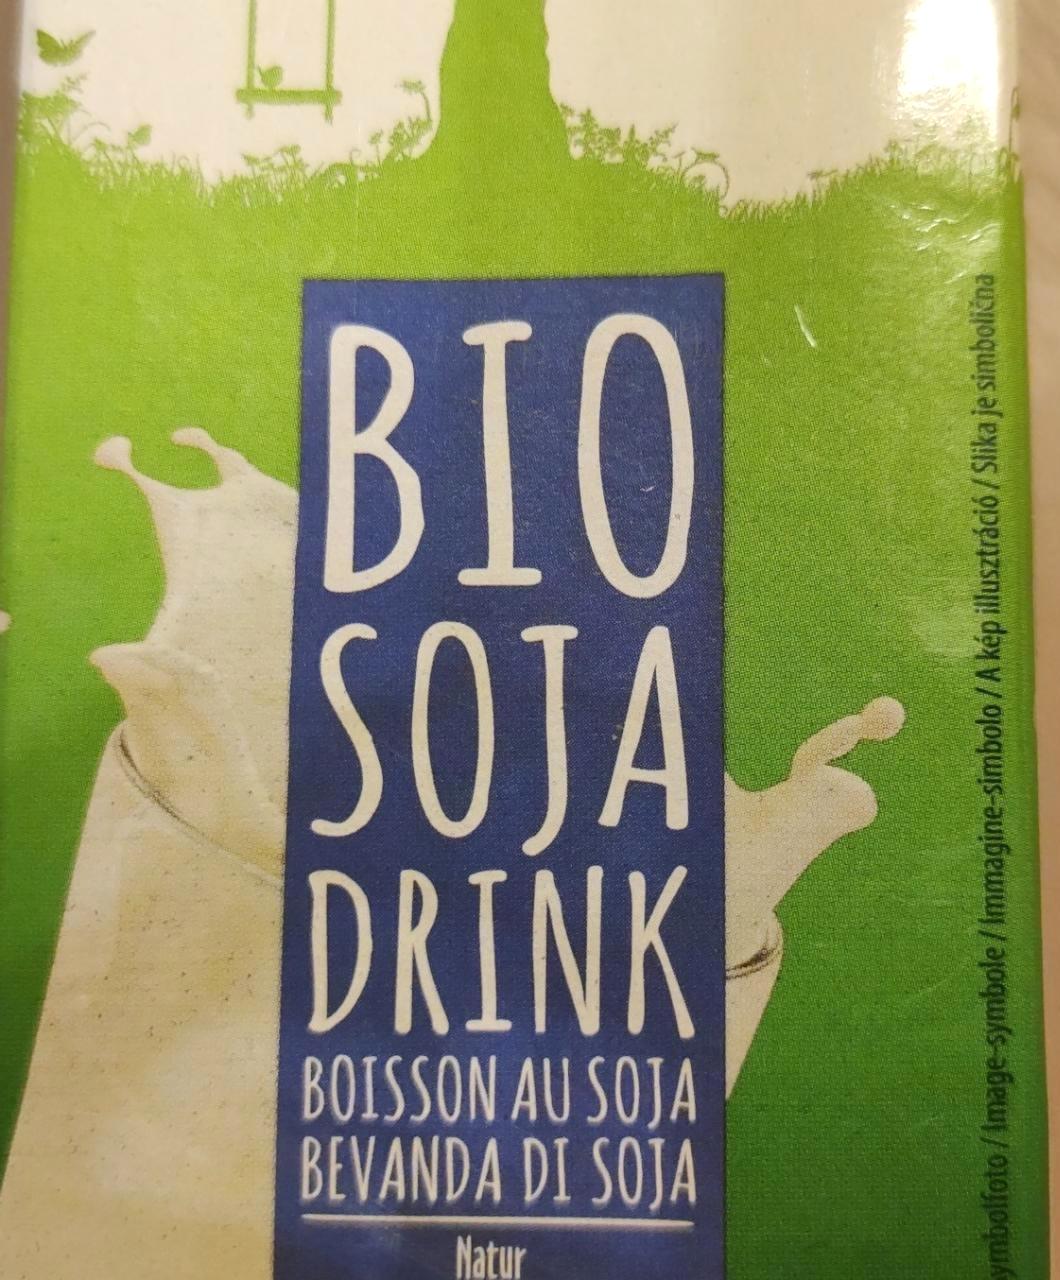 BIO
SOJA
DRINK
BOISSON AU SOJA
BEVANDA DI SOJA
Natur
ymbolfoto / Image-symbole / Immagine-simbolo / A kép illusztráció / Slika je simbolična